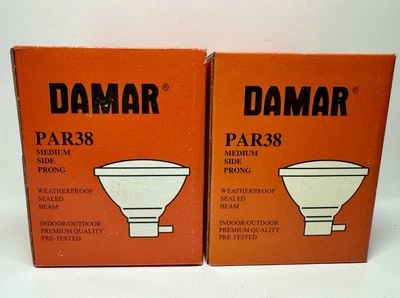 DAMAR®
PAR38
MEDIUM
SIDE
PRONG
WEATHERPROOF
SEALED
BEAM
INDOOR/OUTDOOR
PREMIUM QUALITY
PRE-TESTED
DAMAR®
PAR38
MEDIUM
SIDE
PRONG
WEATHERPROOF
SEALED
BEAM
INDOOR/OUTDOOR
PREMIUM QUALITY
PRE-TESTED